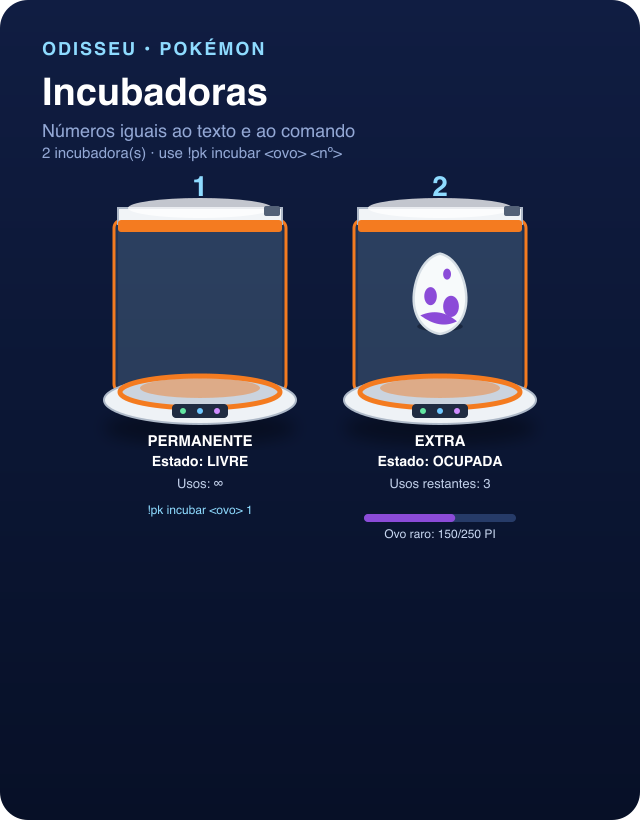 ODISSEU • POKÉMON
Incubadoras
Números iguais ao texto e ao comando
2 incubadora(s) · use !pk incubar <ovo> <nº>
1
2
PERMANENTE
Estado: LIVRE
Usos: ∞
!pk incubar <ovo> 1
EXTRA
Estado: OCUPADA
Usos restantes: 3
Ovo raro: 150/250 PI